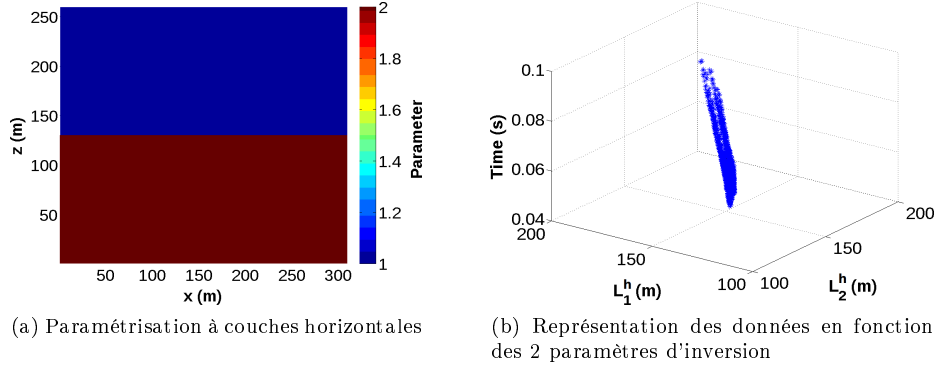 250
200
150
100
50
z (m)
50 100 150 200 250 300
x (m)
2
1.8
1.6
1.4
1.2
1
Parameter
(a) Paramétrisation à couches horizontales
0.1
0.08
0.06
0.04
Time (s)
200
150
100
L₁ʰ (m)
100
150
200
L₂ʰ (m)
(b) Représentation des données en fonction
des 2 paramètres d'inversion